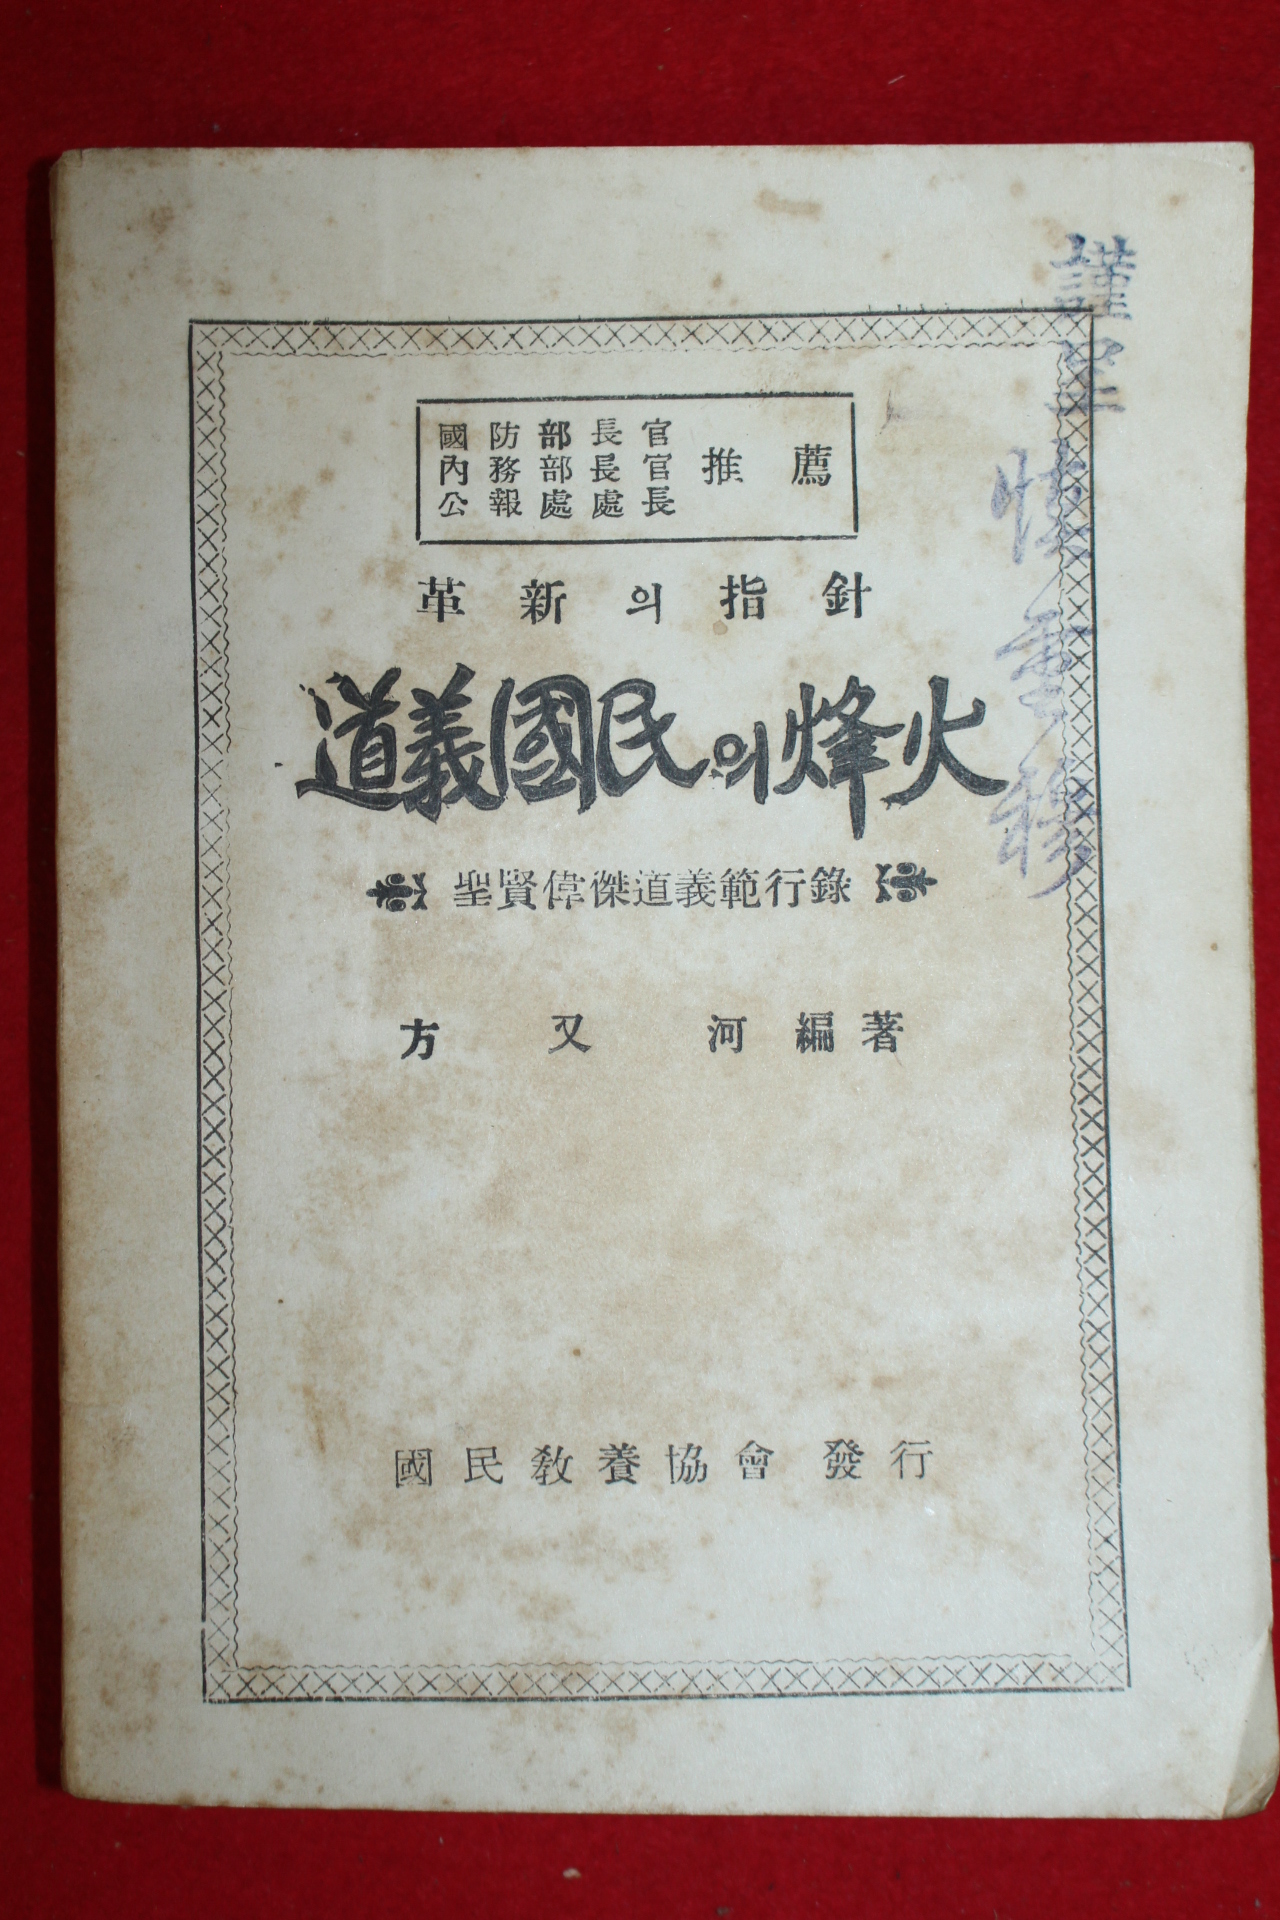 國防部長官
內務部長官
公報處處長
推薦
革新의指針
道義國民의烽火
聖賢偉傑道義範行錄
方又河編著
國民敎養協會 發行
謹呈